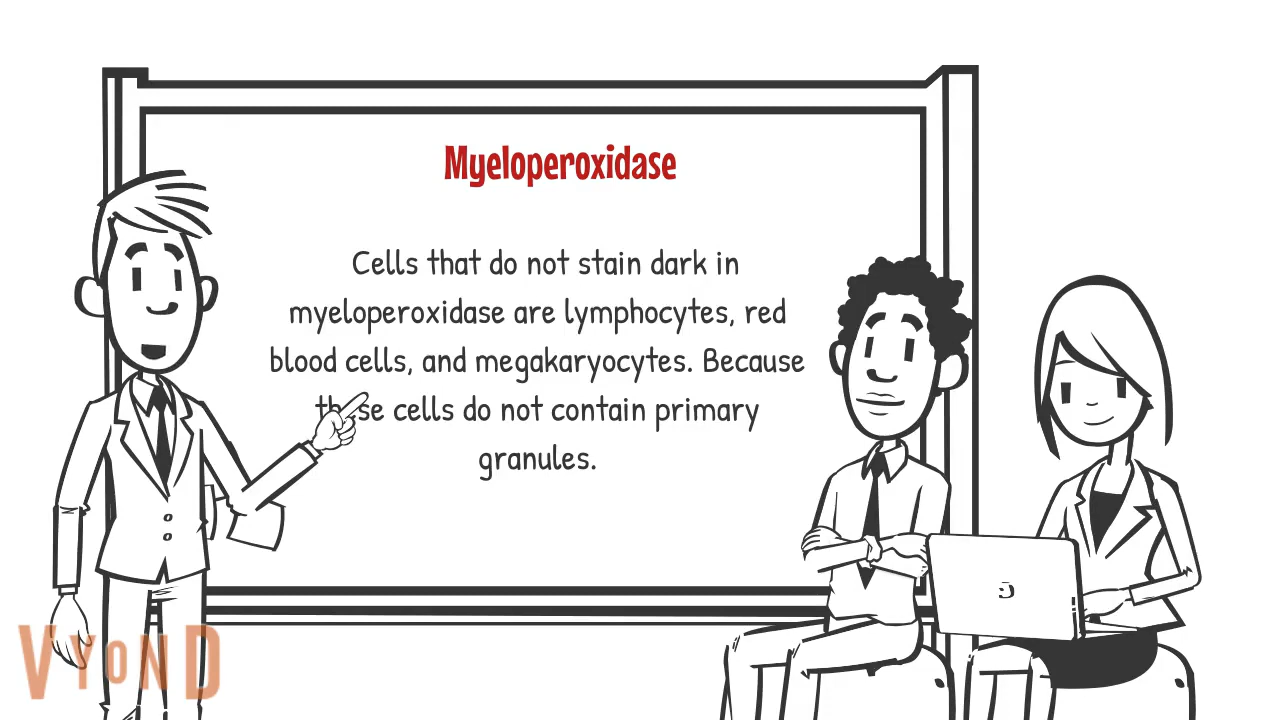 Myeloperoxidase
Cells that do not stain dark in
myeloperoxidase are lymphocytes, red
blood cells, and megakaryocytes. Because
these cells do not contain primary
granules.
VYOND